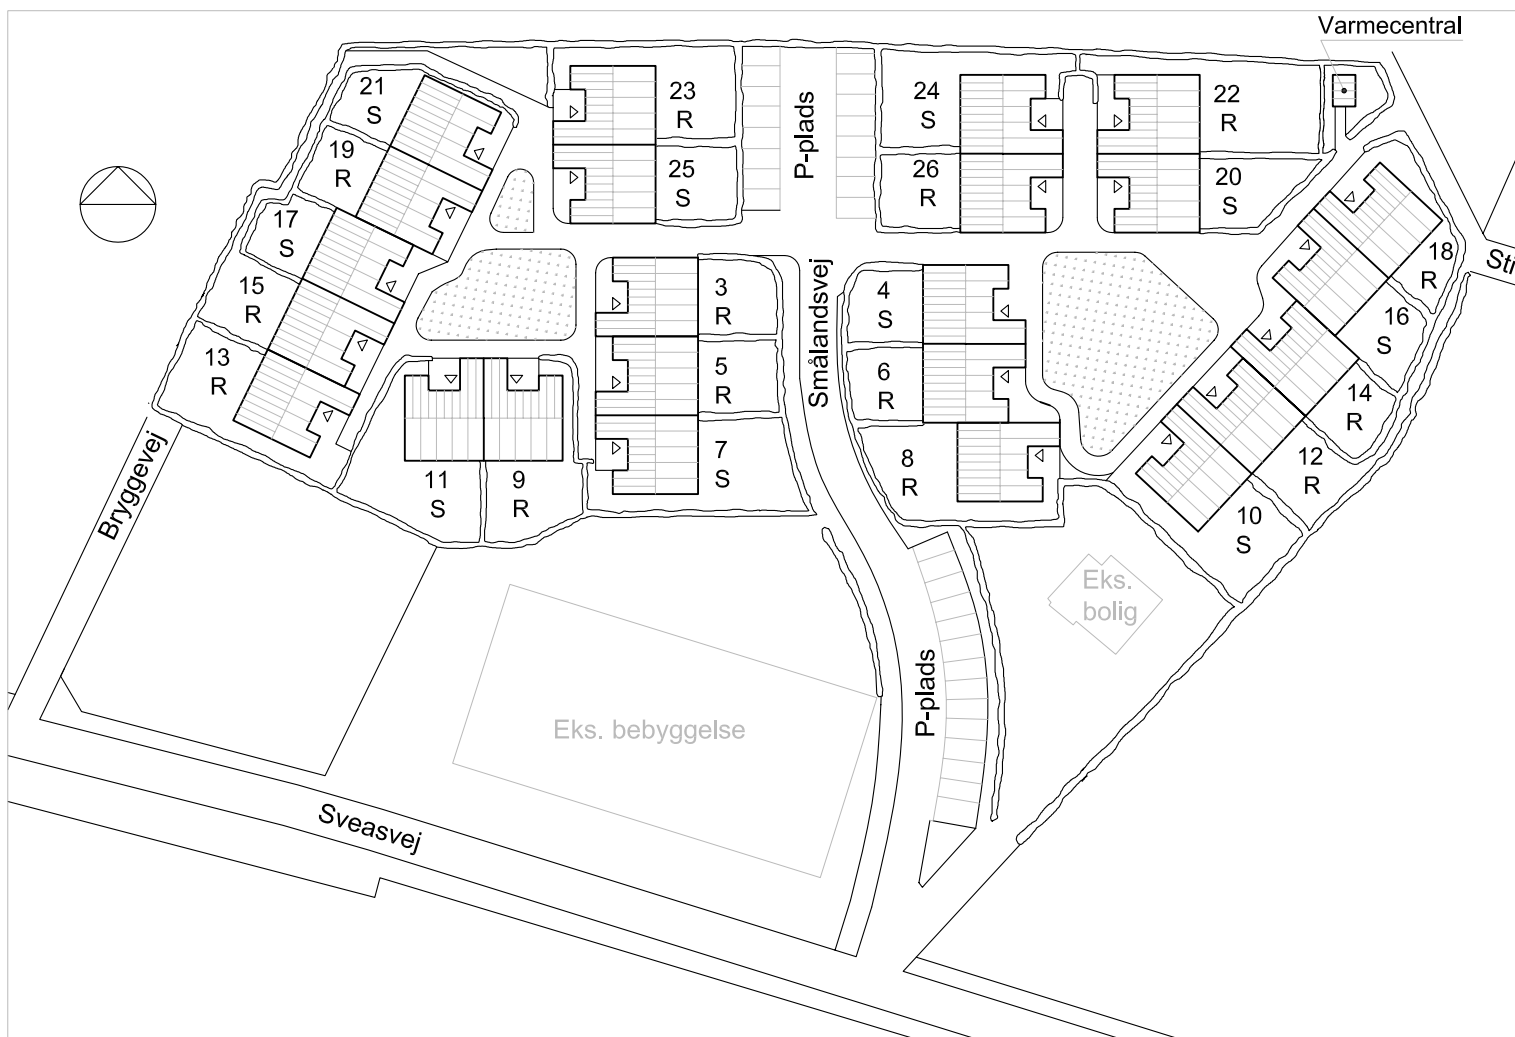 Varmecentral
21
S
23
R
24
S
22
R
19
R
25
S
P-plads
26
R
20
S
17
S
18
R
Sti
15
R
3
R
Smålandsvej
4
S
16
S
13
R
5
R
6
R
14
R
7
S
8
R
12
R
11
S
9
R
10
S
Bryggevej
Eks.
bolig
P-plads
Eks. bebyggelse
Sveasvej